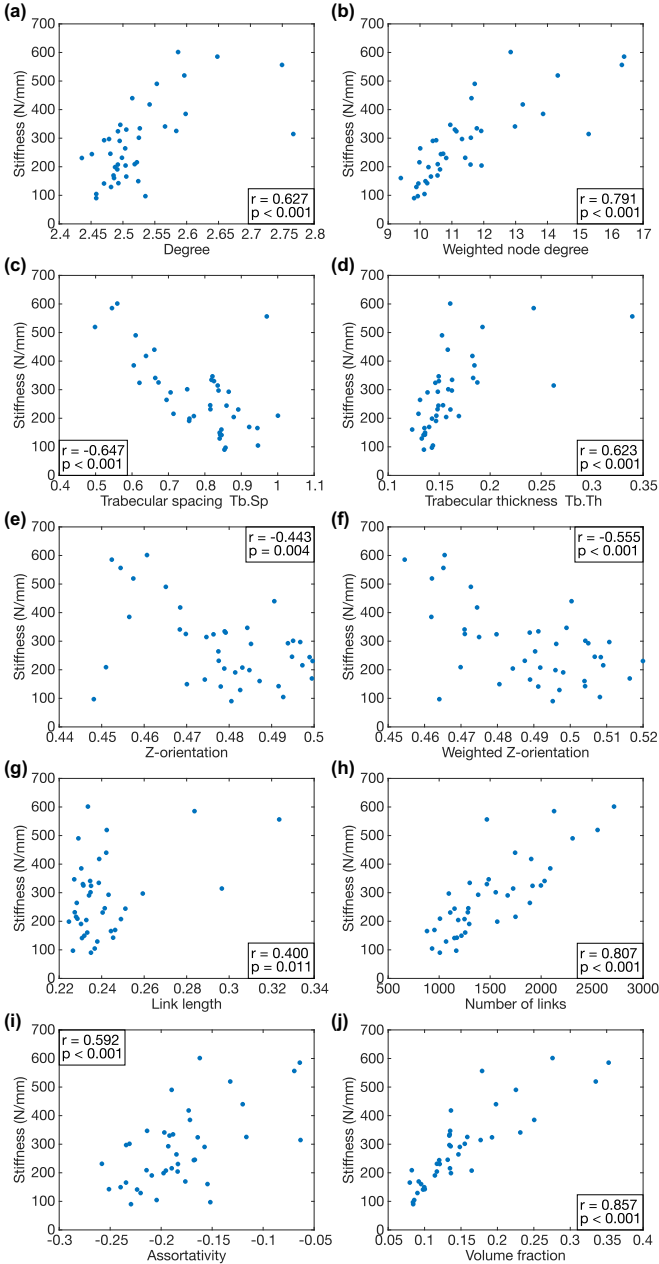 (a)
700
600
500
400
300
200
100
0
Stiffness (N/mm)
r = 0.627
p < 0.001
2.4 2.45 2.5 2.55 2.6 2.65 2.7 2.75 2.8
Degree
(b)
700
600
500
400
300
200
100
0
Stiffness (N/mm)
r = 0.791
p < 0.001
9 10 11 12 13 14 15 16 17
Weighted node degree
(c)
700
600
500
400
300
200
100
0
Stiffness (N/mm)
r = -0.647
p < 0.001
0.4 0.5 0.6 0.7 0.8 0.9 1 1.1
Trabecular spacing Tb.Sp
(d)
700
600
500
400
300
200
100
0
Stiffness (N/mm)
r = 0.623
p < 0.001
0.1 0.15 0.2 0.25 0.3 0.35
Trabecular thickness Tb.Th
(e)
700
600
500
400
300
200
100
0
Stiffness (N/mm)
r = -0.443
p = 0.004
0.44 0.45 0.46 0.47 0.48 0.49 0.5
Z-orientation
(f)
700
600
500
400
300
200
100
0
Stiffness (N/mm)
r = -0.555
p < 0.001
0.45 0.46 0.47 0.48 0.49 0.5 0.51 0.52
Weighted Z-orientation
(g)
700
600
500
400
300
200
100
0
Stiffness (N/mm)
r = 0.400
p = 0.011
0.22 0.24 0.26 0.28 0.3 0.32 0.34
Link length
(h)
700
600
500
400
300
200
100
0
Stiffness (N/mm)
r = 0.807
p < 0.001
500 1000 1500 2000 2500 3000
Number of links
(i)
700
600
500
400
300
200
100
0
Stiffness (N/mm)
r = 0.592
p < 0.001
-0.3 -0.25 -0.2 -0.15 -0.1 -0.05
Assortativity
(j)
700
600
500
400
300
200
100
0
Stiffness (N/mm)
r = 0.857
p < 0.001
0.05 0.1 0.15 0.2 0.25 0.3 0.35 0.4
Volume fraction